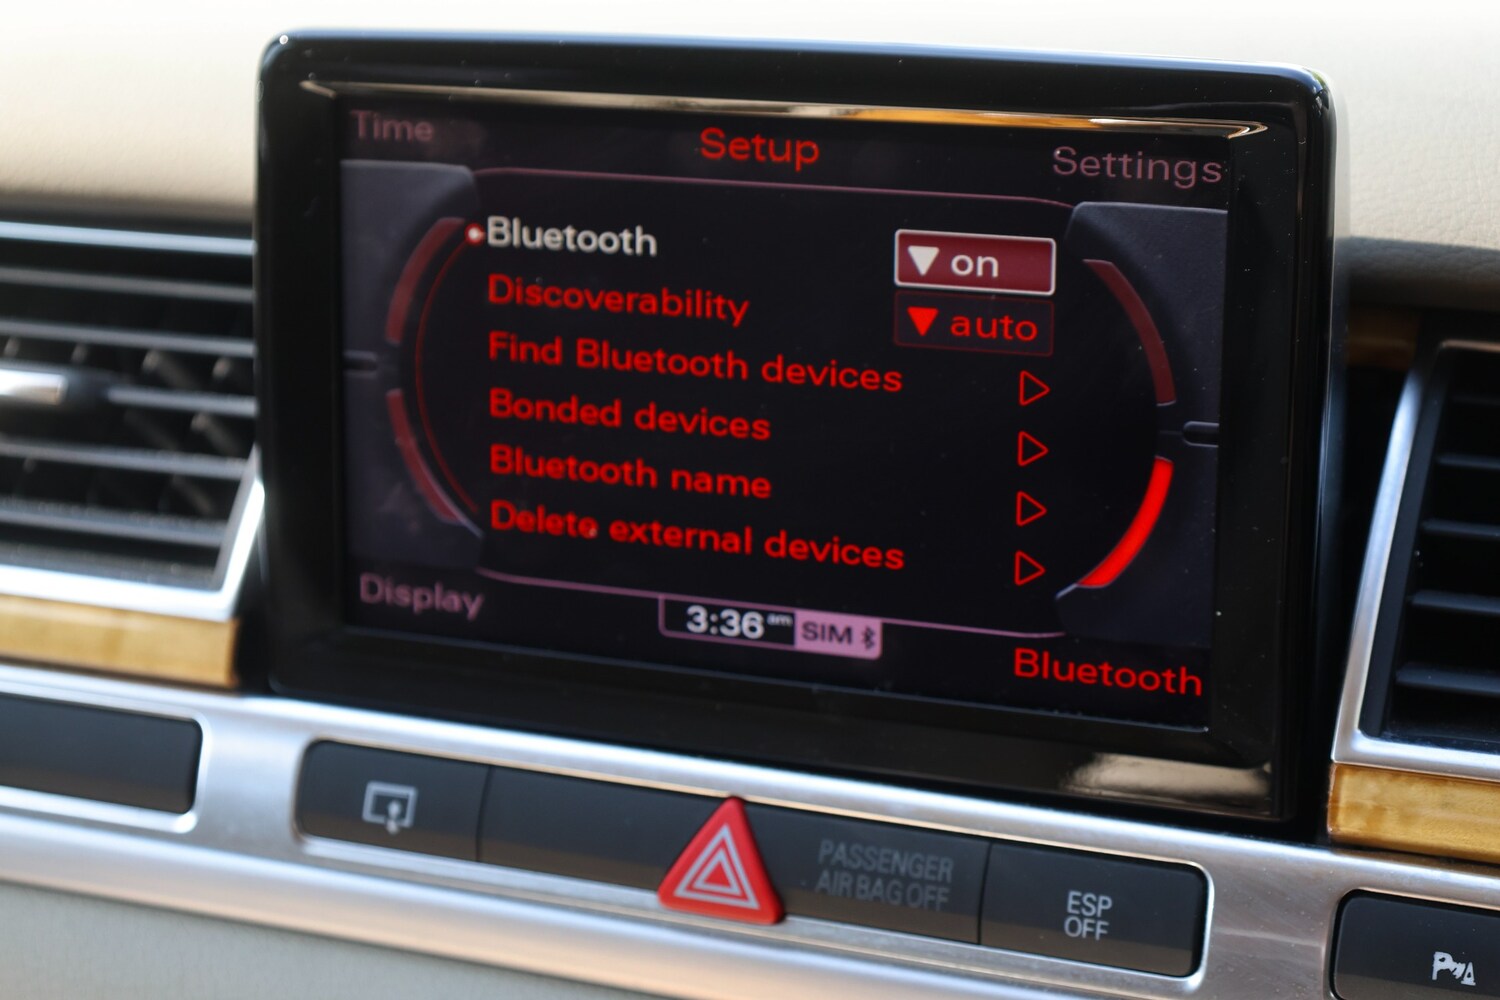 Time
Setup
Settings
Bluetooth
on
Discoverability
auto
Find Bluetooth devices
Bonded devices
Bluetooth name
Delete external devices
Display
3:36 am
SIM
Bluetooth
PASSENGER
AIR BAG OFF
ESP
OFF
P